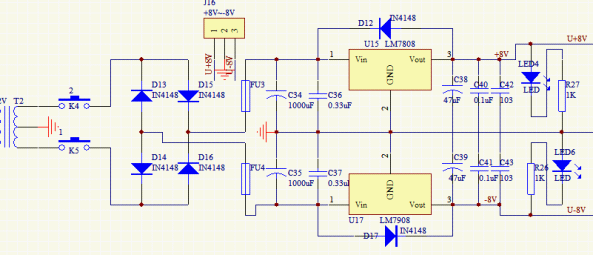 J16
+8V~-8V
1 2 3
U+8V
U-8V
D12
IN4148
U15 LM7808
1
Vin
Vout
3
GND
2
+8V
U+8V
LED4
LED
R27
1K
T2
2
K4
1
K5
D13
IN4148
D15
IN4148
FU3
C34
1000uF
C36
0.33uF
C38
47uF
C40
0.1uF
C42
103
D14
IN4148
D16
IN4148
FU4
C35
1000uF
C37
0.33u
2
GND
C39
47uF
C41
0.1uF
C43
103
R26
1K
LED6
LED
1
Vin
Vout
3
-8V
U-8V
U17
LM7908
D17
IN4148